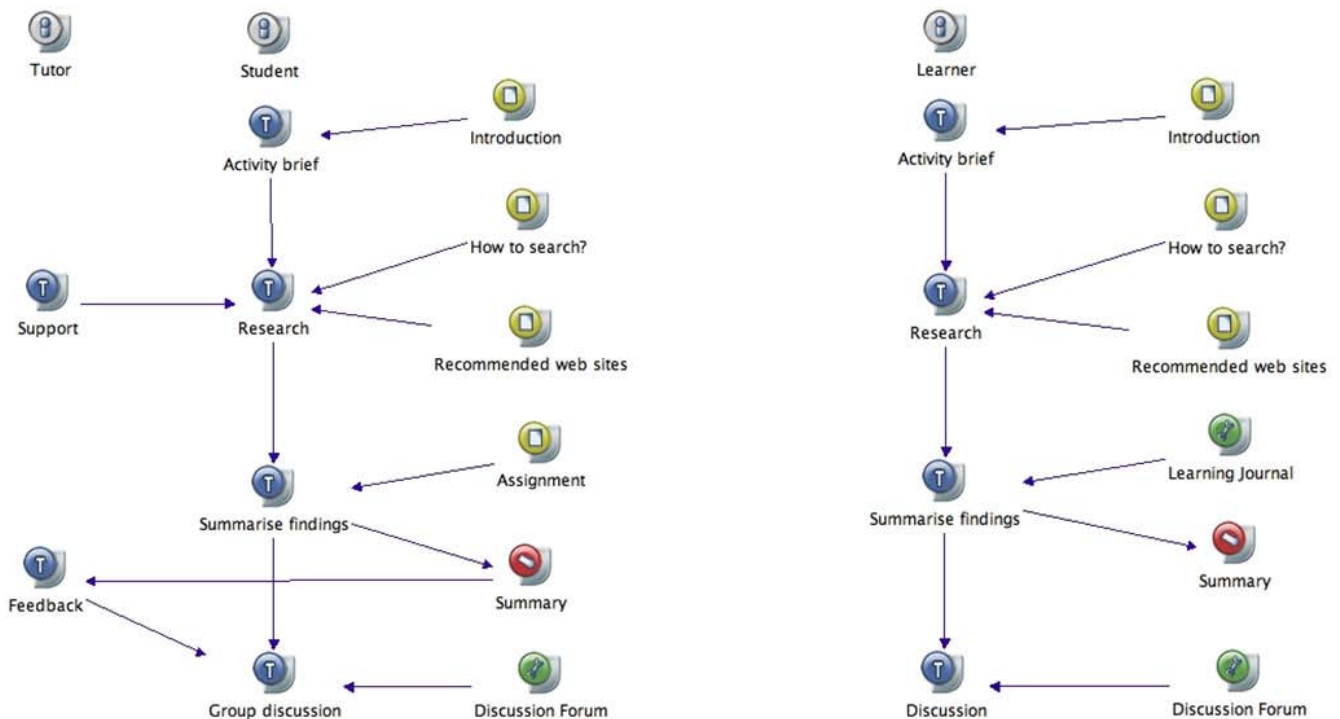 Tutor
Student
Introduction
Activity brief
How to search?
Support
Research
Recommended web sites
Assignment
Summarise findings
Feedback
Summary
Group discussion
Discussion Forum
Learner
Introduction
Activity brief
How to search?
Research
Recommended web sites
Learning Journal
Summarise findings
Summary
Discussion
Discussion Forum